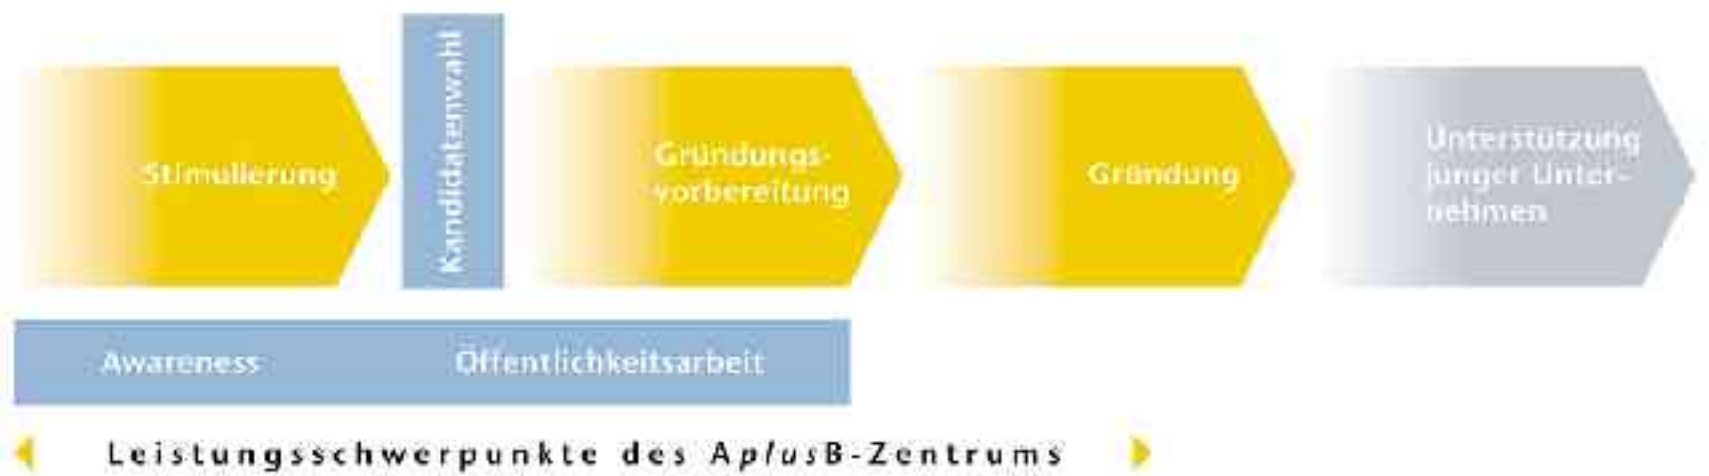 Stimulierung
Kandidatenwahl
Gründungs-
vorbereitung
Gründung
Unterstützung
junger Unter-
nehmen
Awareness Öffentlichkeitsarbeit
Leistungsschwerpunkte des AplusB-Zentrums